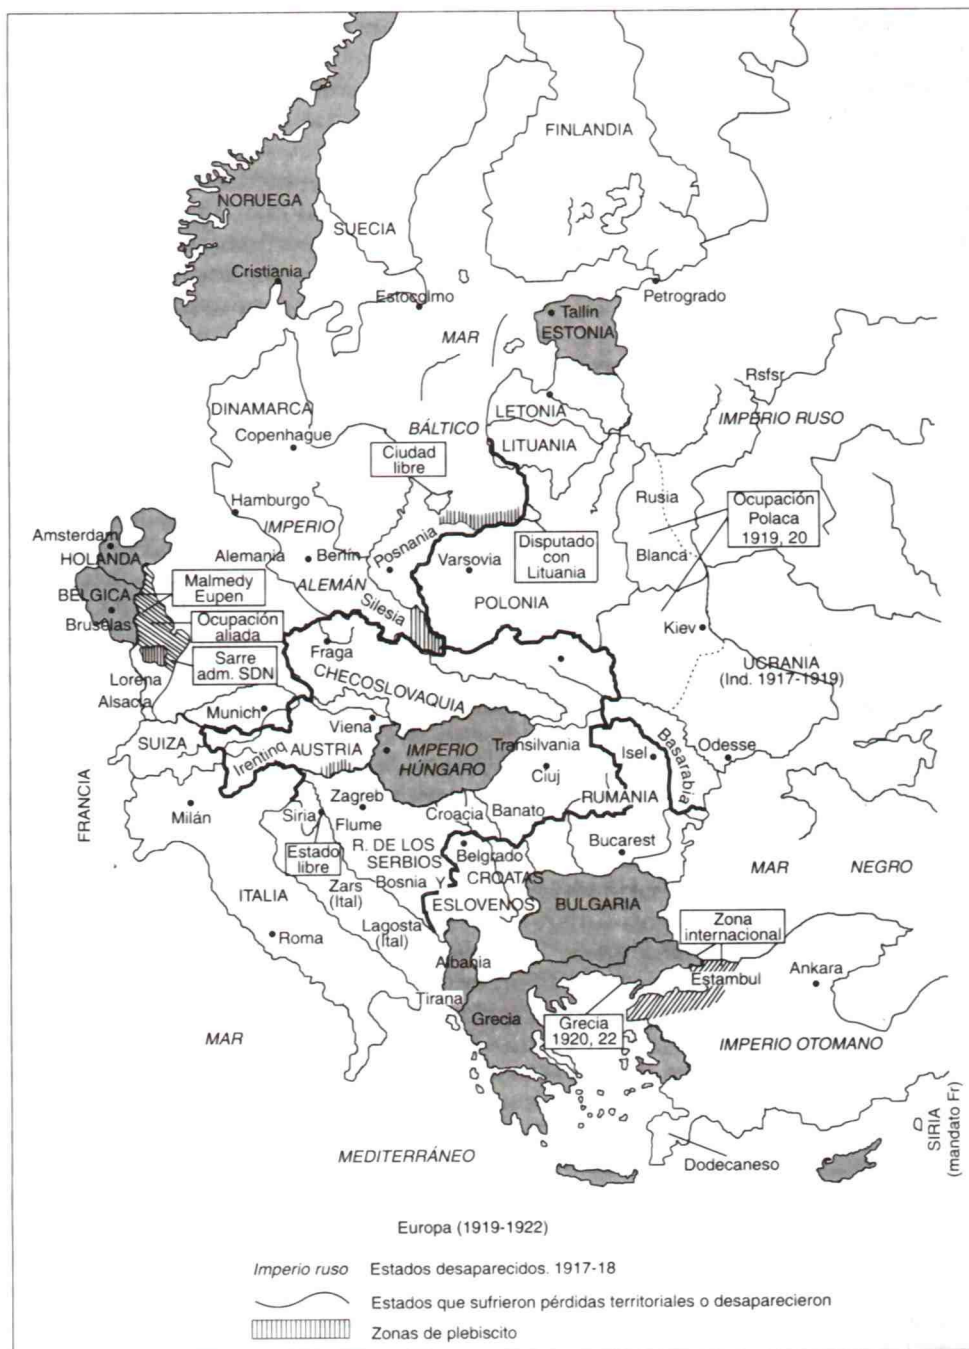 FINLANDIA
NORUEGA
SUECIA
Cristiania
Estocglmo
Petrogrado
Tallin
ESTONIA
MAR
BÁLTICO
Rsfsr
IMPERIO RUSO
DINAMARCA
Copenhague
LETONIA
LITUANIA
Ciudad
libre
Hamburgo
IMPERIO
ALEMÁN
Rusia
Blanca
Ocupación
Polaca
1919, 20
Amsterdam
HOLANDA
Alemania
Berlín
Posnania
Varsovia
Disputado
con
Lituania
BÉLGICA
Bruselas
Malmedy
Eupen
Ocupación
aliada
Silesia
POLONIA
Kiev
Sarre
adm. SDN
Fraga
CHECOSLOVAQUIA
UCRANIA
(Ind. 1917-1919)
Lorena
Alsacia
Munich
Viena
SUIZA
Irentino
AUSTRIA
IMPERIO
HÚNGARO
Transilvania
Cluj
Isel
Basarabia
Odesse
FRANCIA
Milán
Zagreb
Siria
Flume
Croacia
Banato
RUMANIA
Estado
libre
R. DE LOS
SERBIOS
Belgrado
Bucarest
CROATAS
Bosnia Y
ESLOVENOS
MAR NEGRO
ITALIA
Zars
(Ital)
BULGARIA
Lagosta
(Ital)
Roma
Zona
internacional
Albania
Tirana
Estambul
Ankara
Grecia
Grecia
1920, 22
MAR
MEDITERRÁNEO
IMPERIO OTOMANO
Dodecaneso
SIRIA
(mandato Fr)
Europa (1919-1922)
Imperio ruso Estados desaparecidos. 1917-18
Estados que sufrieron pérdidas territoriales o desaparecieron
Zonas de plebiscito